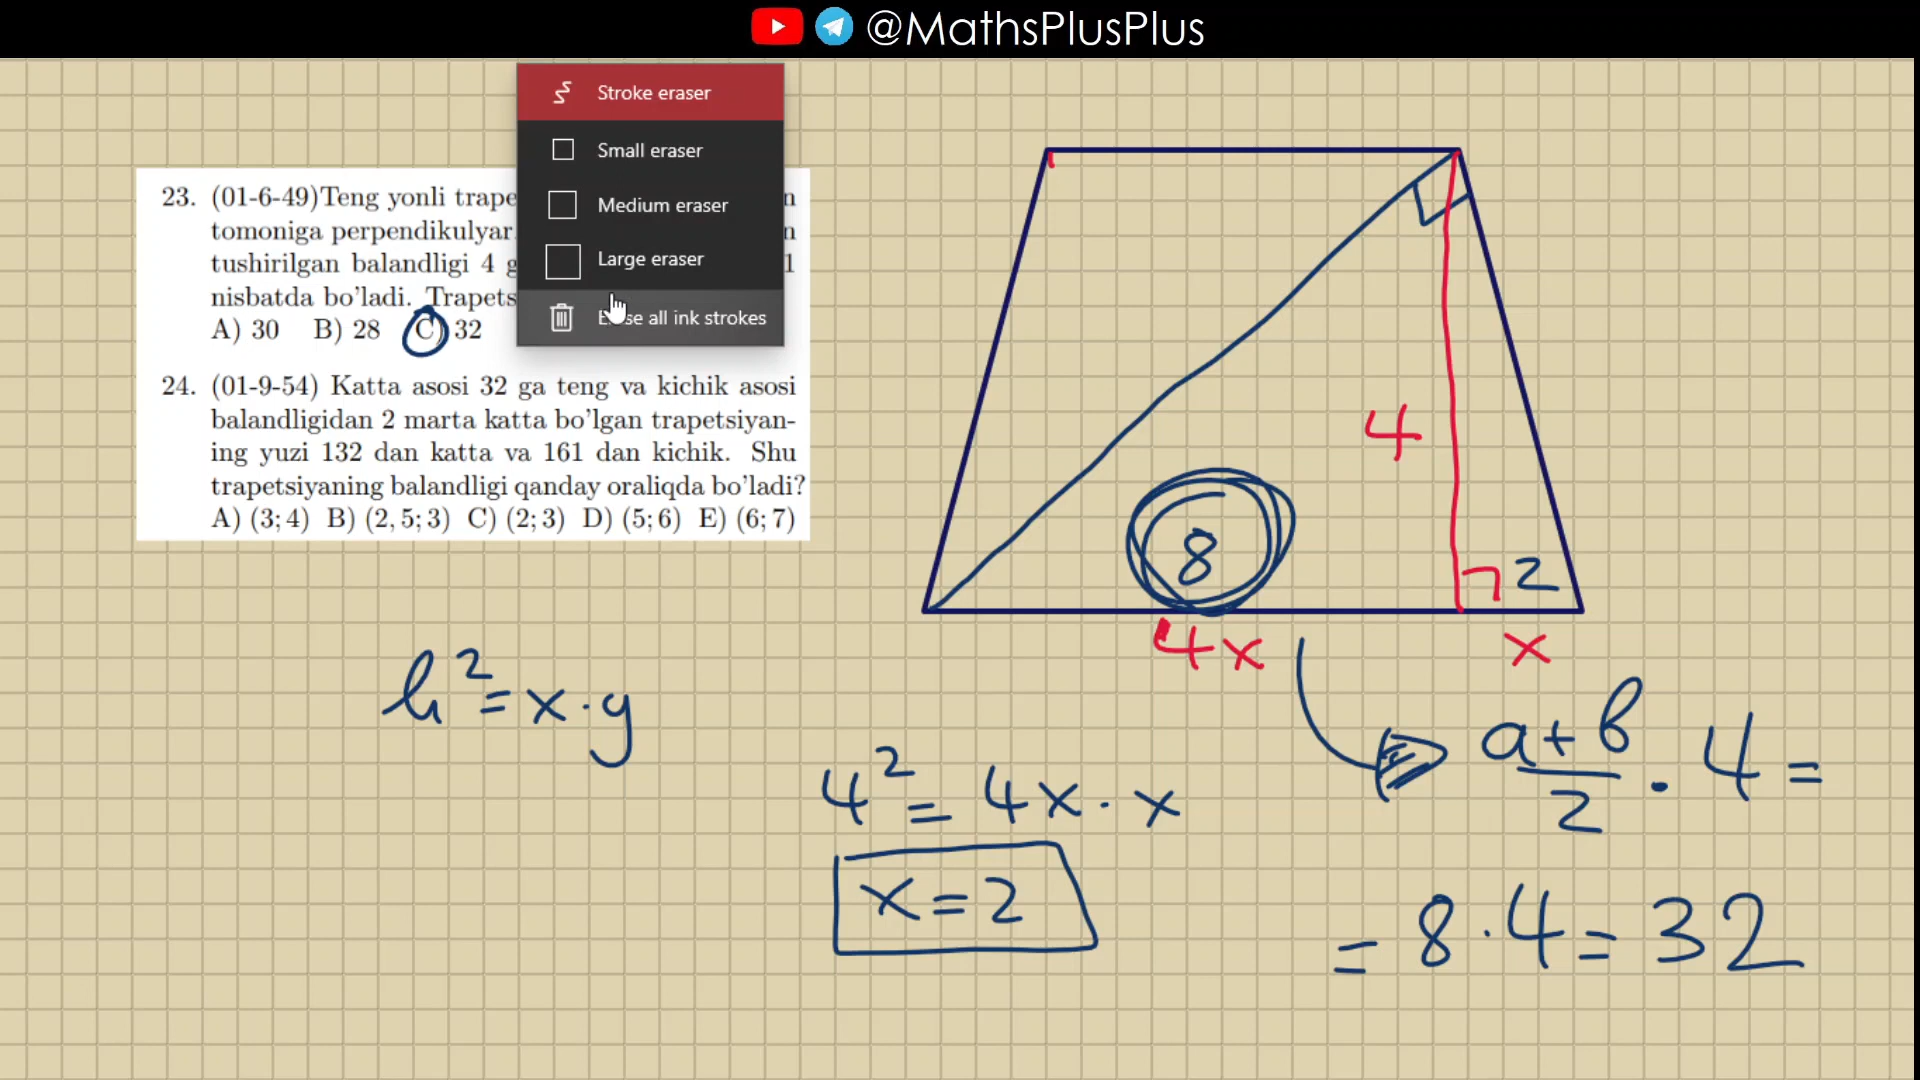 @MathsPlusPlus
Stroke eraser
Small eraser
Medium eraser
Large eraser
all ink strokes
23. (01-6-49)Teng yonli
tomoniga perpendikulyar.
tushirilgan balandligi 4 1
nisbatda bo'ladi.
A) 30 B) 28 C) 32
24. (01-9-54) Katta asosi 32 ga teng va kichik asosi
balandligidan 2 marta katta bo'lgan trapetsiyan-
ing yuzi 132 dan katta va 161 dan kichik. Shu
trapetsiyaning balandligi qanday oraliqda bo'ladi?
A) (3; 4) B) (2, 5; 3) C) (2; 3) D) (5; 6) E) (6; 7)
4
8
2
4x
x
h² = x · y
4² = 4x · x
x = 2
a+b/2 · 4 =
= 8 · 4 = 32